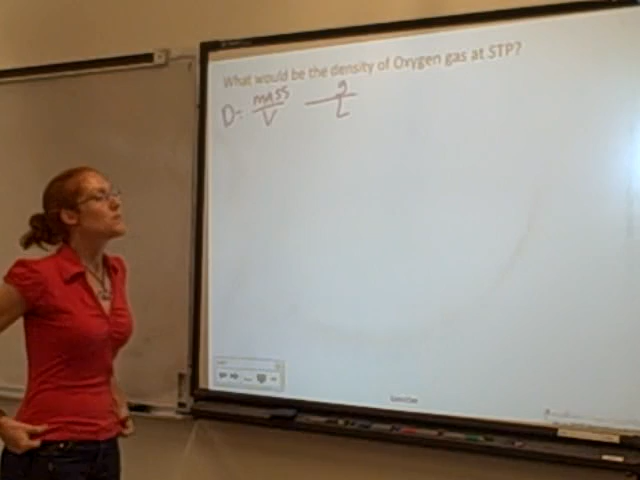 What would be the density of Oxygen gas at STP?
D= mass/V g/L